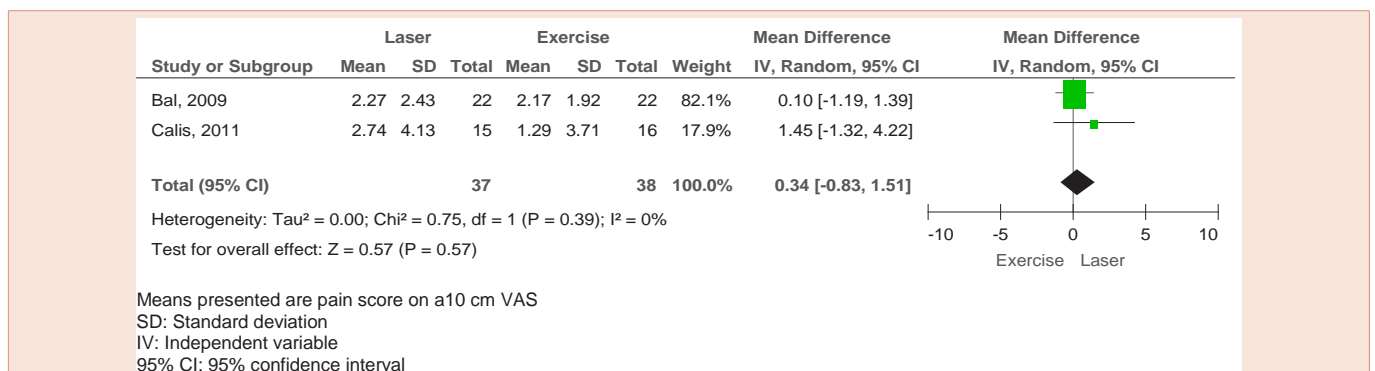 Laser Exercise Mean Difference Mean Difference
Study or Subgroup Mean SD Total Mean SD Total Weight IV, Random, 95% CI IV, Random, 95% CI
Bal, 2009 2.27 2.43 22 2.17 1.92 22 82.1% 0.10 [-1.19, 1.39]
Calis, 2011 2.74 4.13 15 1.29 3.71 16 17.9% 1.45 [-1.32, 4.22]
Total (95% CI) 37 38 100.0% 0.34 [-0.83, 1.51]
Heterogeneity: Tau² = 0.00; Chi² = 0.75, df = 1 (P = 0.39); I² = 0%
Test for overall effect: Z = 0.57 (P = 0.57)
-10 -5 0 5 10
Exercise Laser
Means presented are pain score on a10 cm VAS
SD: Standard deviation
IV: Independent variable
95% CI: 95% confidence interval